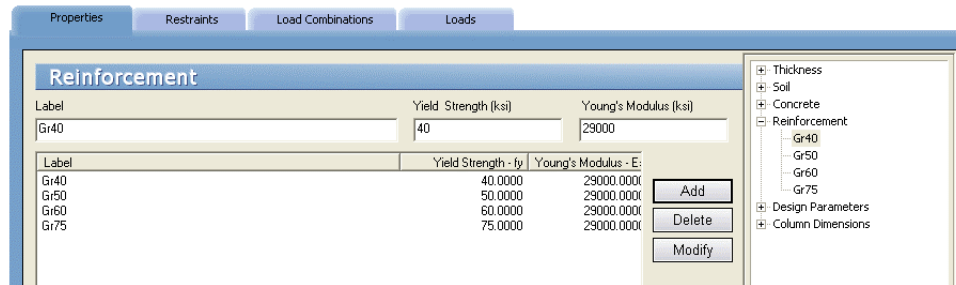 Properties Restraints Load Combinations Loads
Reinforcement
Label Yield Strength (ksi) Young's Modulus (ksi)
Gr40 40 29000
Label Yield Strength - fy Young's Modulus - E
Gr40 40.0000 29000.0000
Gr50 50.0000 29000.0000
Gr60 60.0000 29000.0000
Gr75 75.0000 29000.0000
Add
Delete
Modify
Thickness
Soil
Concrete
Reinforcement
Gr40
Gr50
Gr60
Gr75
Design Parameters
Column Dimensions